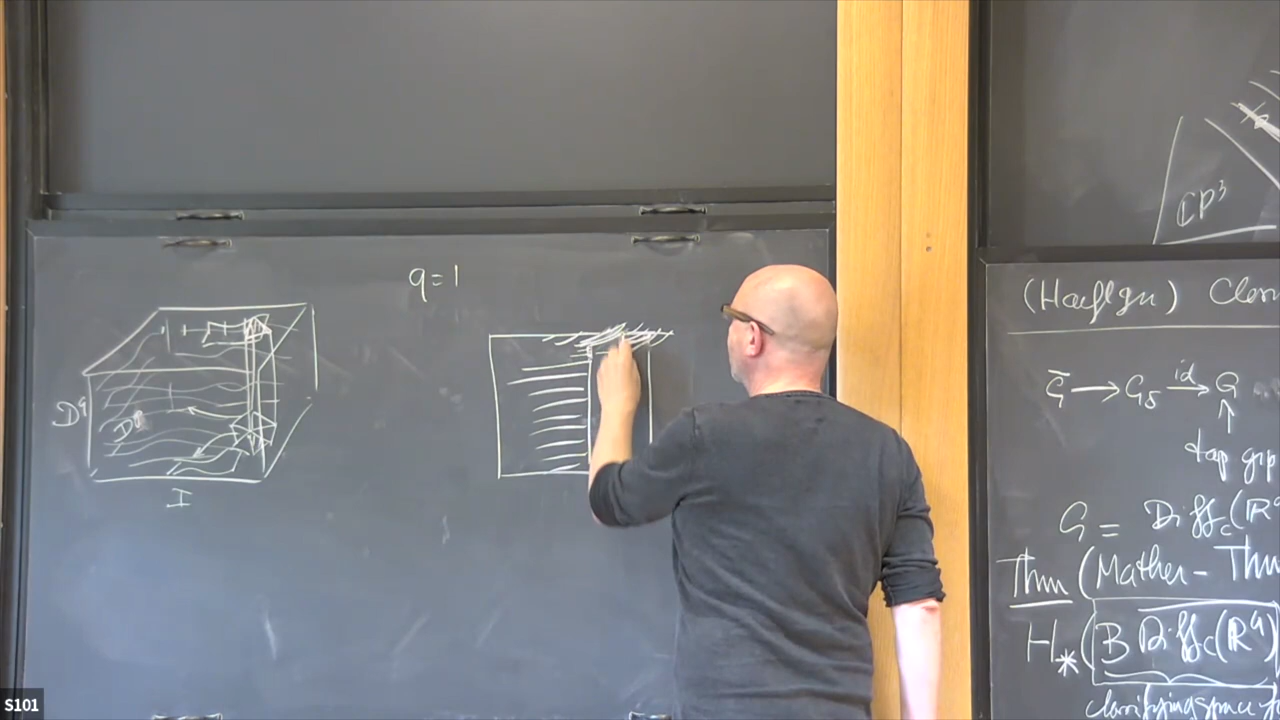 q=1
D^q
D^q
I
ℂP³
(Haefliger) Class
Ḡ → G_δ →^{id} G
↑
top grp
G = Diff_c(ℝ^q
Thm (Mather-Thu
H_*(B Diff_c(ℝ^q)
classifying space f
S101